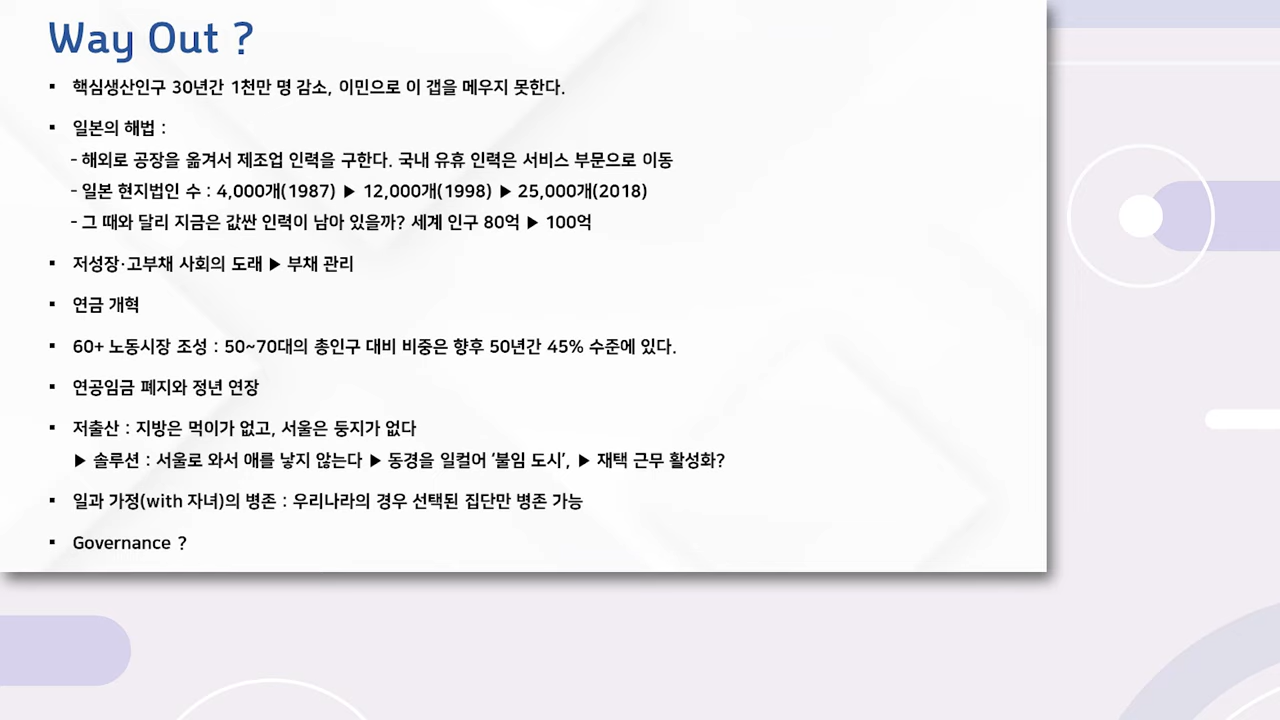 Way Out ?
▪ 핵심생산인구 30년간 1천만 명 감소, 이민으로 이 갭을 메우지 못한다.
▪ 일본의 해법 :
- 해외로 공장을 옮겨서 제조업 인력을 구한다. 국내 유휴 인력은 서비스 부문으로 이동
- 일본 현지법인 수 : 4,000개(1987) ▶ 12,000개(1998) ▶ 25,000개(2018)
- 그 때와 달리 지금은 값싼 인력이 남아 있을까? 세계 인구 80억 ▶ 100억
▪ 저성장·고부채 사회의 도래 ▶ 부채 관리
▪ 연금 개혁
▪ 60+ 노동시장 조성 : 50~70대의 총인구 대비 비중은 향후 50년간 45% 수준에 있다.
▪ 연공임금 폐지와 정년 연장
▪ 저출산 : 지방은 먹이가 없고, 서울은 둥지가 없다
▶ 솔루션 : 서울로 와서 애를 낳지 않는다 ▶ 동경을 일컬어 ‘불임 도시’, ▶ 재택 근무 활성화?
▪ 일과 가정(with 자녀)의 병존 : 우리나라의 경우 선택된 집단만 병존 가능
▪ Governance ?